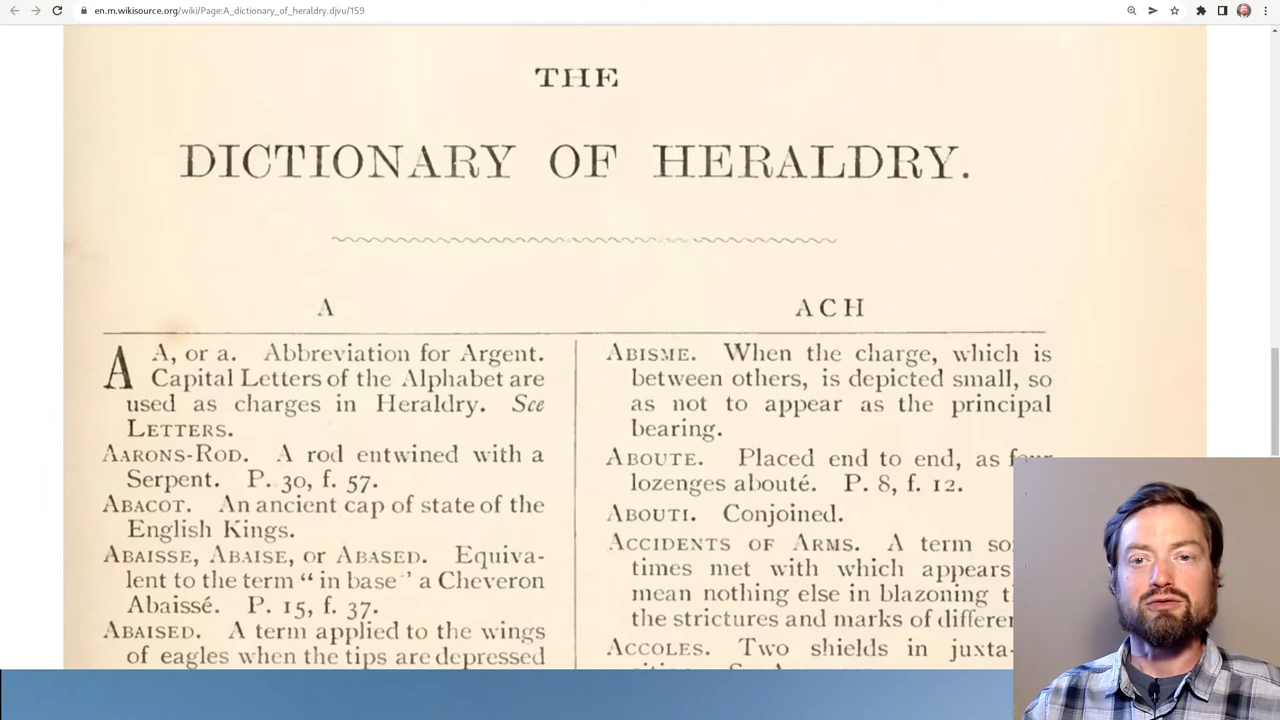 en.m.wikisource.org/wiki/Page:A_dictionary_of_heraldry.djvu/159
THE
DICTIONARY OF HERALDRY.
A
A A, or a. Abbreviation for Argent.
Capital Letters of the Alphabet are
used as charges in Heraldry. See
LETTERS.
AARONS-ROD. A rod entwined with a
Serpent. P. 30, f. 57.
ABACOT. An ancient cap of state of the
English Kings.
ABAISSE, ABAISE, or ABASED. Equiva-
lent to the term “ in base ” a Cheveron
Abaissé. P. 15, f. 37.
ABAISED. A term applied to the wings
of eagles when the tips are depressed
ACH
ABISME. When the charge, which is
between others, is depicted small, so
as not to appear as the principal
bearing.
ABOUTE. Placed end to end, as four
lozenges abouté. P. 8, f. 12.
ABOUTI. Conjoined.
ACCIDENTS OF ARMS. A term so
times met with which appears
mean nothing else in blazoning
the strictures and marks of differen
ACCOLES. Two shields in juxta-